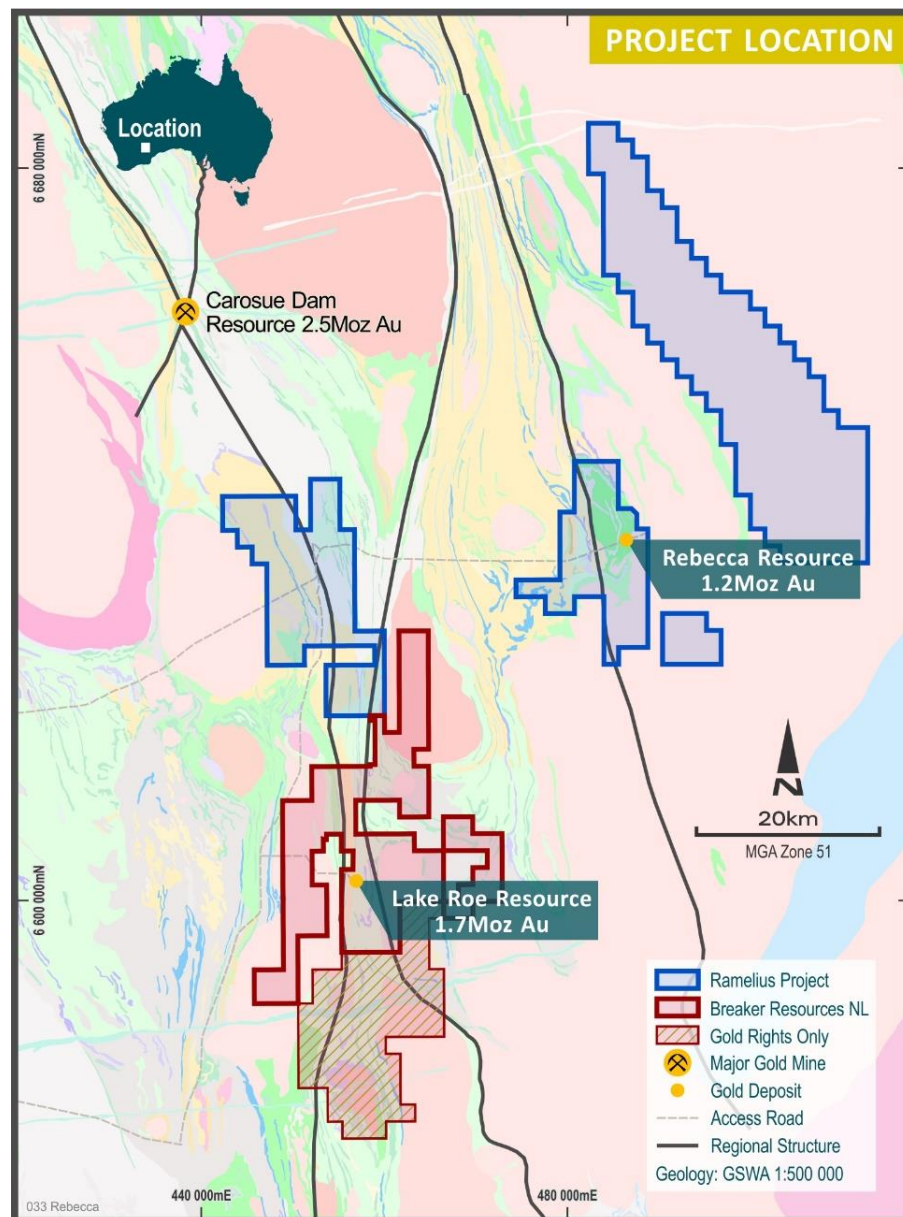 PROJECT LOCATION
Location
6 680 000mN
Carosue Dam
Resource 2.5Moz Au
Rebecca Resource
1.2Moz Au
N
20km
MGA Zone 51
6 600 000mN
Lake Roe Resource
1.7Moz Au
Ramelius Project
Breaker Resources NL
Gold Rights Only
Major Gold Mine
Gold Deposit
Access Road
Regional Structure
Geology: GSWA 1:500 000
033 Rebecca
440 000mE
480 000mE